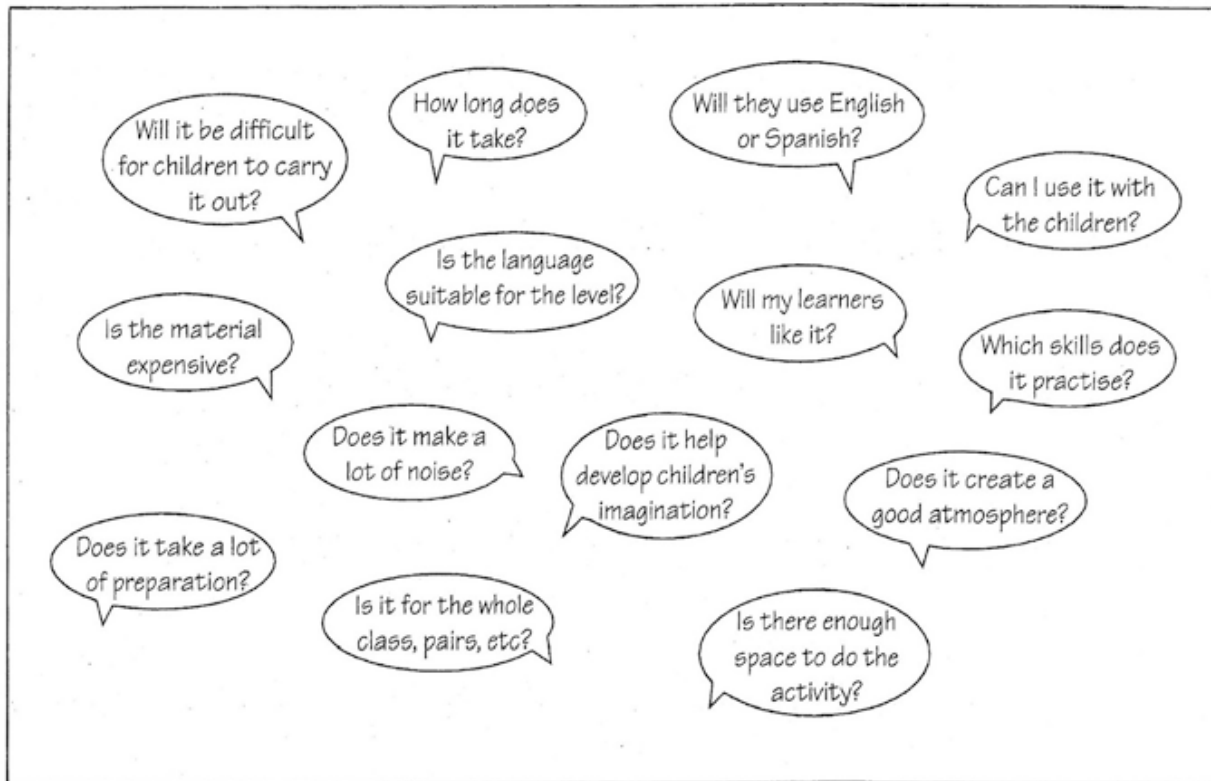 Will it be difficult
for children to carry
it out?
How long does
it take?
Will they use English
or Spanish?
Can I use it with
the children?
Is the language
suitable for the level?
Will my learners
like it?
Is the material
expensive?
Which skills does
it practise?
Does it make a
lot of noise?
Does it help
develop children's
imagination?
Does it create a
good atmosphere?
Does it take a lot
of preparation?
Is it for the whole
class, pairs, etc?
Is there enough
space to do the
activity?